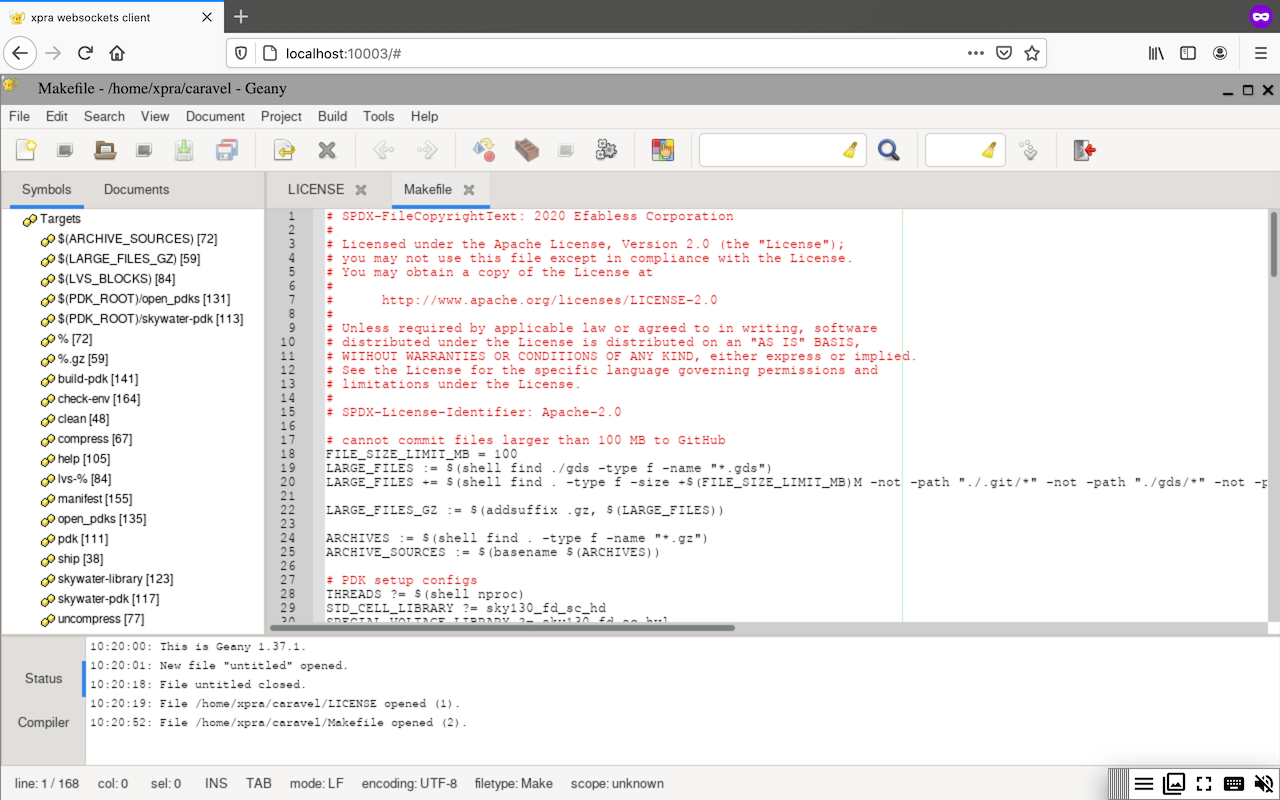 xpra websockets client
localhost:10003/#
Makefile - /home/xpra/caravel - Geany
File Edit Search View Document Project Build Tools Help
Symbols Documents
LICENSE Makefile
Targets
$(ARCHIVE_SOURCES) [72]
$(LARGE_FILES_GZ) [59]
$(LVS_BLOCKS) [84]
$(PDK_ROOT)/open_pdks [131]
$(PDK_ROOT)/skywater-pdk [113]
% [72]
%.gz [59]
build-pdk [141]
check-env [164]
clean [48]
compress [67]
help [105]
lvs-% [84]
manifest [155]
open_pdks [135]
pdk [111]
ship [38]
skywater-library [123]
skywater-pdk [117]
uncompress [77]
1 # SPDX-FileCopyrightText: 2020 Efabless Corporation
2 #
3 # Licensed under the Apache License, Version 2.0 (the "License");
4 # you may not use this file except in compliance with the License.
5 # You may obtain a copy of the License at
6 #
7 #      http://www.apache.org/licenses/LICENSE-2.0
8 #
9 # Unless required by applicable law or agreed to in writing, software
10 # distributed under the License is distributed on an "AS IS" BASIS,
11 # WITHOUT WARRANTIES OR CONDITIONS OF ANY KIND, either express or implied.
12 # See the License for the specific language governing permissions and
13 # limitations under the License.
14 #
15 # SPDX-License-Identifier: Apache-2.0
16
17 # cannot commit files larger than 100 MB to GitHub
18 FILE_SIZE_LIMIT_MB = 100
19 LARGE_FILES := $(shell find ./gds -type f -name "*.gds")
20 LARGE_FILES += $(shell find . -type f -size +$(FILE_SIZE_LIMIT_MB)M -not -path "./.git/*" -not -path "./gds/*" -not -p
21
22 LARGE_FILES_GZ := $(addsuffix .gz, $(LARGE_FILES))
23
24 ARCHIVES := $(shell find . -type f -name "*.gz")
25 ARCHIVE_SOURCES := $(basename $(ARCHIVES))
26
27 # PDK setup configs
28 THREADS ?= $(shell nproc)
29 STD_CELL_LIBRARY ?= sky130_fd_sc_hd
30 SPECIAL_VOLTAGE_LIBRARY ?= sky130_fd_sc_hvl
Status
Compiler
10:20:00: This is Geany 1.37.1.
10:20:01: New file "untitled" opened.
10:20:18: File untitled closed.
10:20:19: File /home/xpra/caravel/LICENSE opened (1).
10:20:52: File /home/xpra/caravel/Makefile opened (2).
line: 1 / 168 col: 0 sel: 0 INS TAB mode: LF encoding: UTF-8 filetype: Make scope: unknown